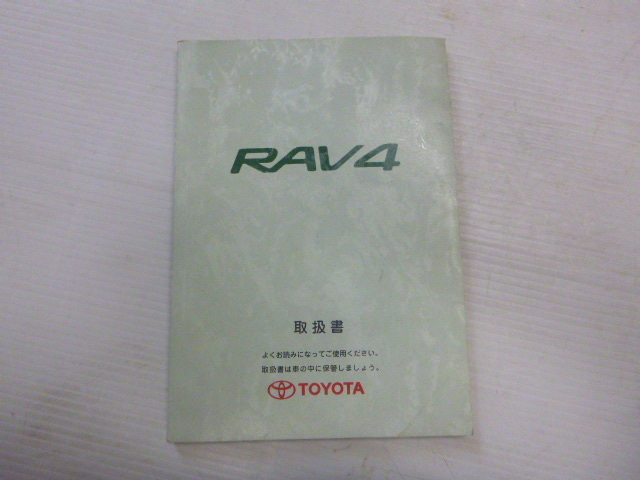 RAV4
取扱書
よくお読みになってご使用ください。
取扱書は車の中に保管しましょう。
TOYOTA